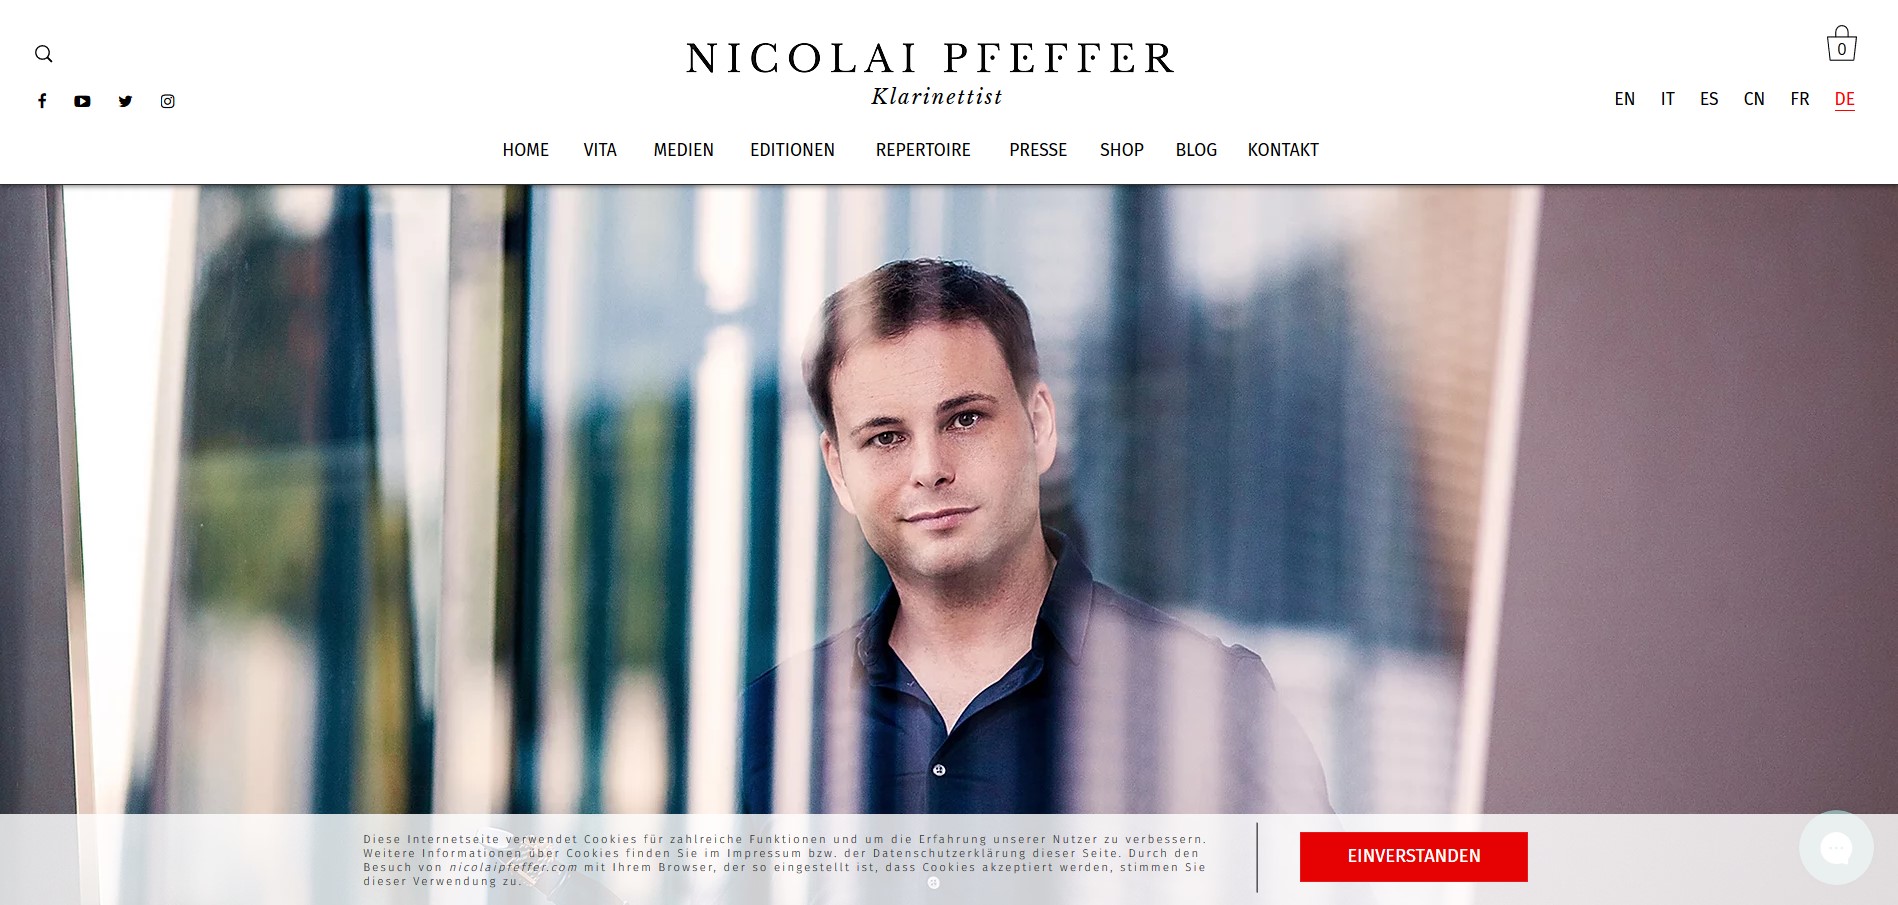 0
NICOLAI PFEFFER
Klarinettist
EN IT ES CN FR DE
HOME VITA MEDIEN EDITIONEN REPERTOIRE PRESSE SHOP BLOG KONTAKT
Diese Internetseite verwendet Cookies für zahlreiche Funktionen und um die Erfahrung unserer Nutzer zu verbessern.
Weitere Informationen über Cookies finden Sie im Impressum bzw. der Datenschutzerklärung dieser Seite. Durch den
Besuch von nicolaipfeffer.com mit Ihrem Browser, der so eingestellt ist, dass Cookies akzeptiert werden, stimmen Sie
dieser Verwendung zu.
EINVERSTANDEN